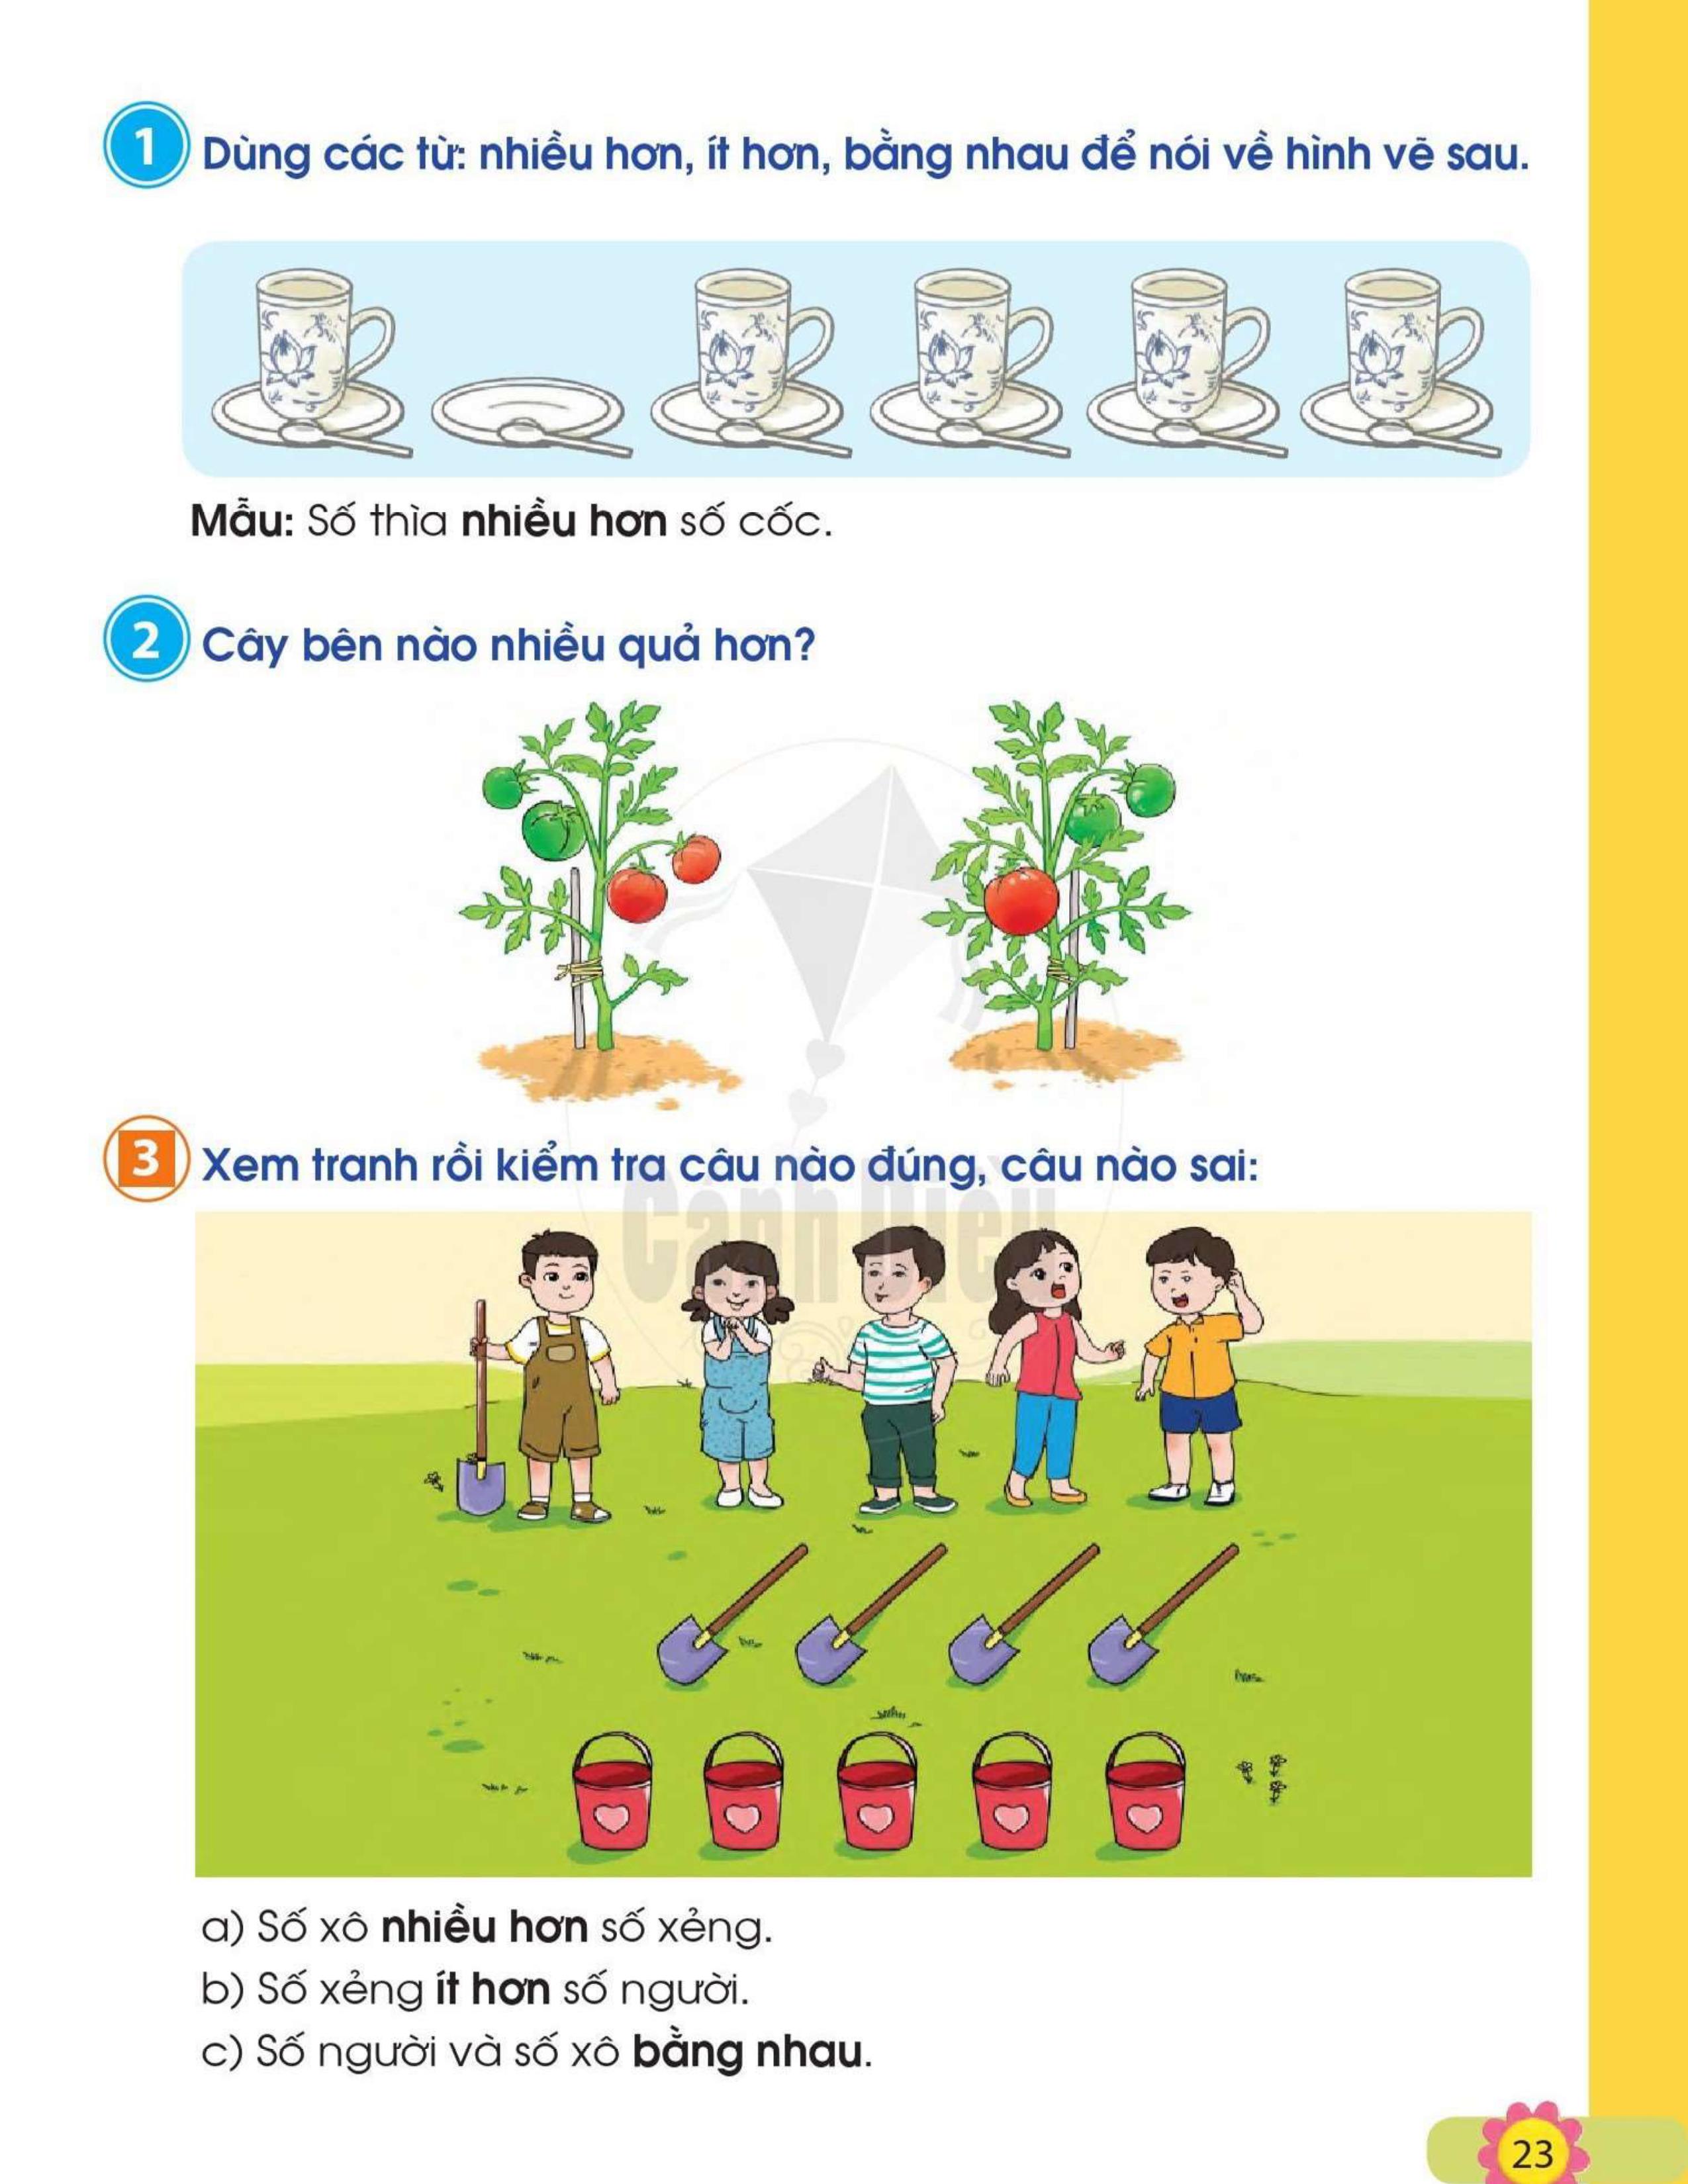 1
Dùng các từ: nhiều hơn, ít hơn, bằng nhau để nói về hình vẽ sau.
Mẫu: Số thìa nhiều hơn số cốc.
2
Cây bên nào nhiều quả hơn?
3
Xem tranh rồi kiểm tra câu nào đúng, câu nào sai:
Cánh Diều
a) Số xô nhiều hơn số xẻng.
b) Số xẻng ít hơn số người.
c) Số người và số xô bằng nhau.
23